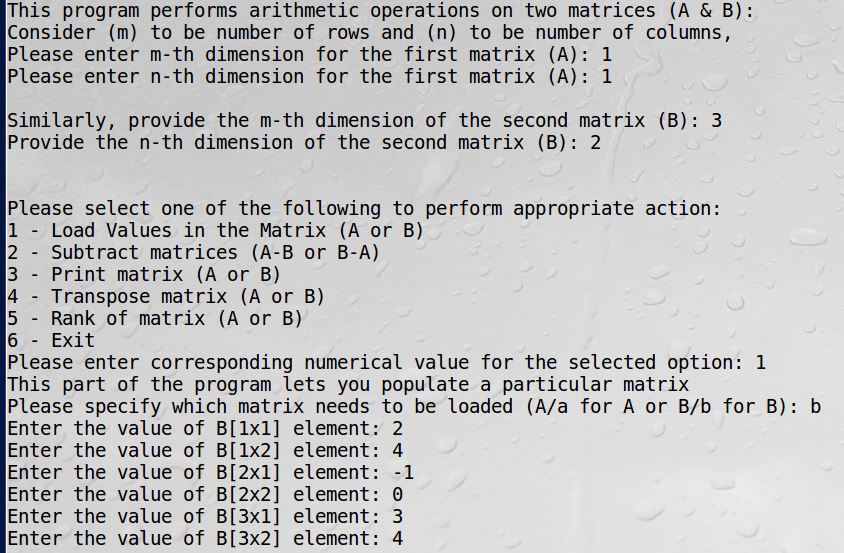 This program performs arithmetic operations on two matrices (A & B):
Consider (m) to be number of rows and (n) to be number of columns,
Please enter m-th dimension for the first matrix (A): 1
Please enter n-th dimension for the first matrix (A): 1
Similarly, provide the m-th dimension of the second matrix (B): 3
Provide the n-th dimension of the second matrix (B): 2
Please select one of the following to perform appropriate action:
1 - Load Values in the Matrix (A or B)
2 - Subtract matrices (A-B or B-A)
3 - Print matrix (A or B)
4 - Transpose matrix (A or B)
5 - Rank of matrix (A or B)
6 - Exit
Please enter corresponding numerical value for the selected option: 1
This part of the program lets you populate a particular matrix
Please specify which matrix needs to be loaded (A/a for A or B/b for B): b
Enter the value of B[1x1] element: 2
Enter the value of B[1x2] element: 4
Enter the value of B[2x1] element: -1
Enter the value of B[2x2] element: 0
Enter the value of B[3x1] element: 3
Enter the value of B[3x2] element: 4